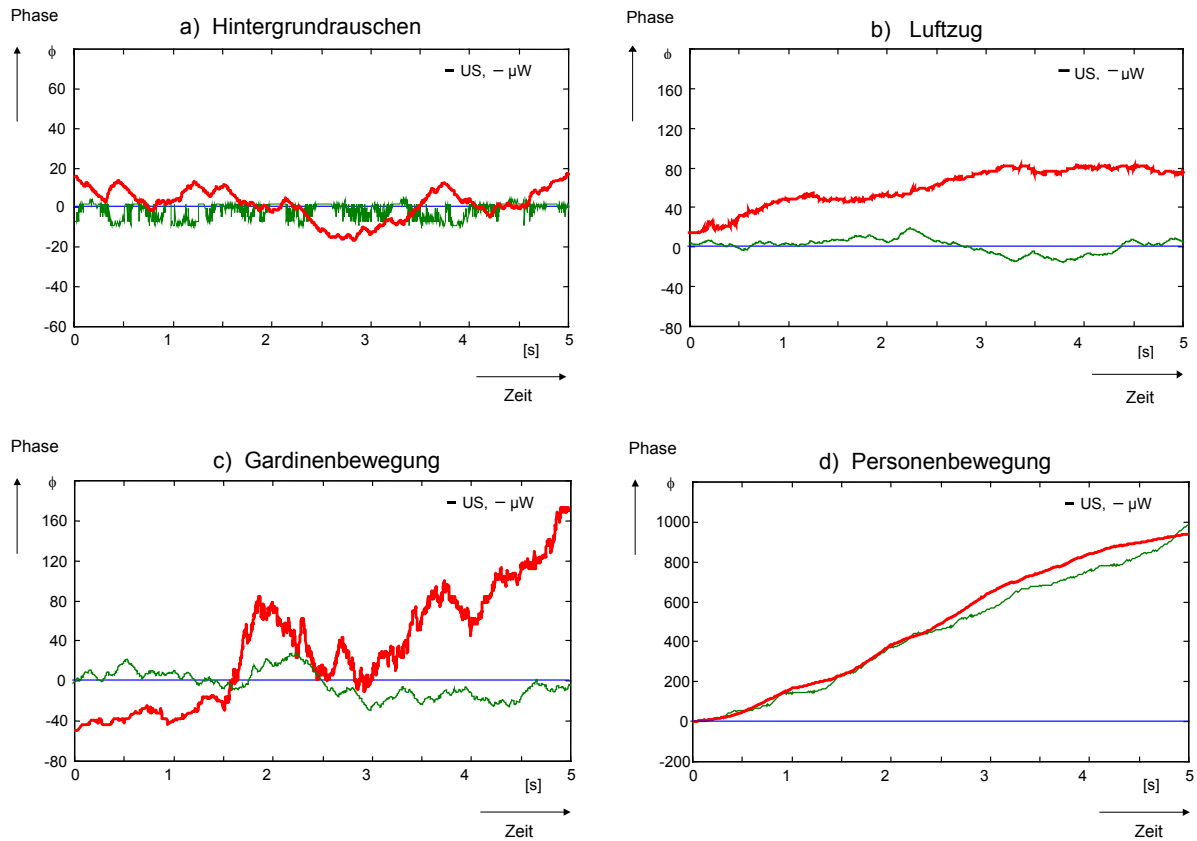 Phase
a) Hintergrundrauschen
ϕ
− US, − µW
60
20
0
-20
-60
0 1 2 3 4 5
[s]
Zeit
Phase
b) Luftzug
ϕ
− US, − µW
160
80
40
0
-40
-80
0 1 2 3 4 5
[s]
Zeit
Phase
c) Gardinenbewegung
ϕ
− US, − µW
160
120
80
40
0
-40
-80
0 1 2 3 4 5
[s]
Zeit
Phase
d) Personenbewegung
ϕ
− US, − µW
1000
800
600
400
200
0
-200
0 1 2 3 4 5
[s]
Zeit